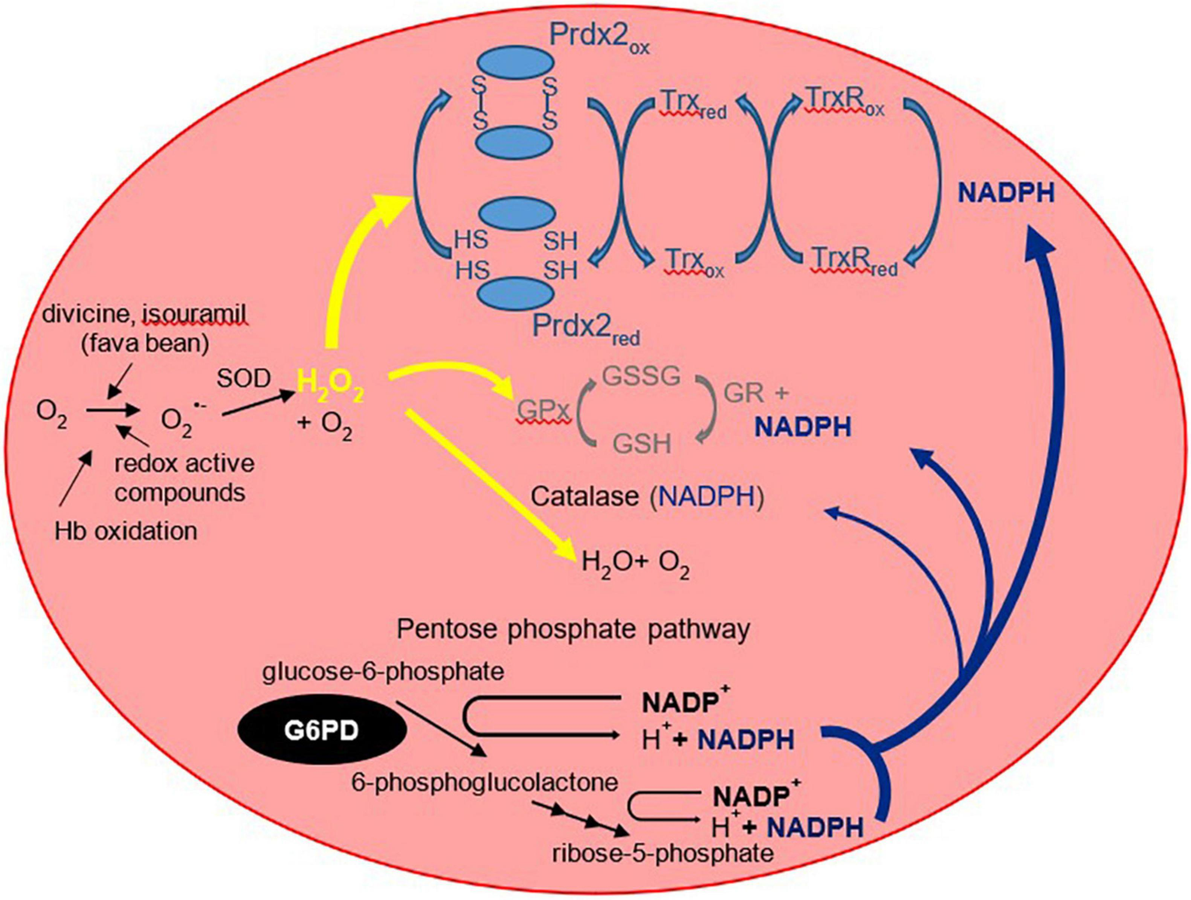 Prdx2ox
S S
S S
Trxred
TrxRox
NADPH
HS SH
HS SH
Trxox
TrxRred
Prdx2red
divicine, isouramil
(fava bean)
SOD
H2O2
+ O2
O2
O2•-
redox active
compounds
Hb oxidation
GPx
GSSG
GSH
GR +
NADPH
Catalase (NADPH)
H2O+ O2
Pentose phosphate pathway
glucose-6-phosphate
G6PD
NADP+
H++ NADPH
6-phosphoglucolactone
NADP+
H++ NADPH
ribose-5-phosphate